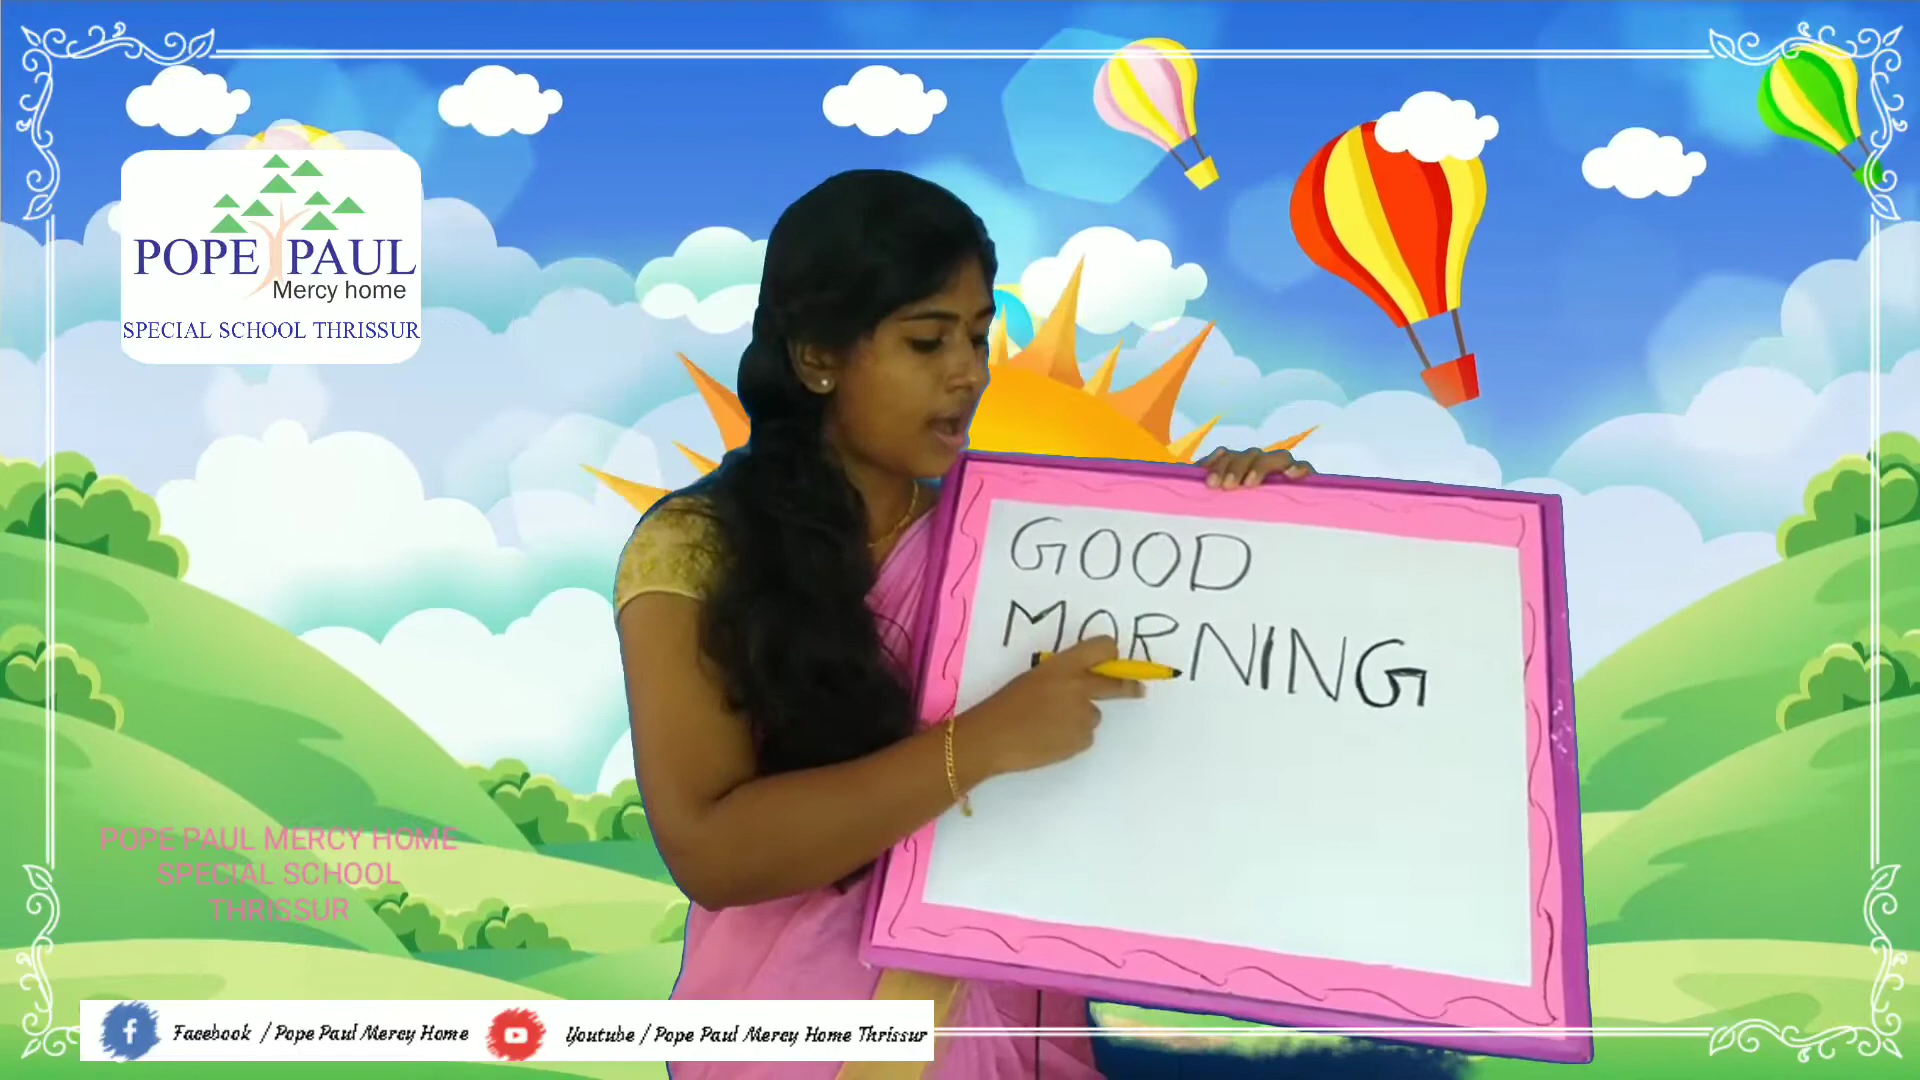 POPE PAUL
Mercy home
SPECIAL SCHOOL THRISSUR
GOOD
MORNING
POPE PAUL MERCY HOME
SPECIAL SCHOOL
THRISSUR
Facebook / Pope Paul Mercy Home
Youtube / Pope Paul Mercy Home Thrissur